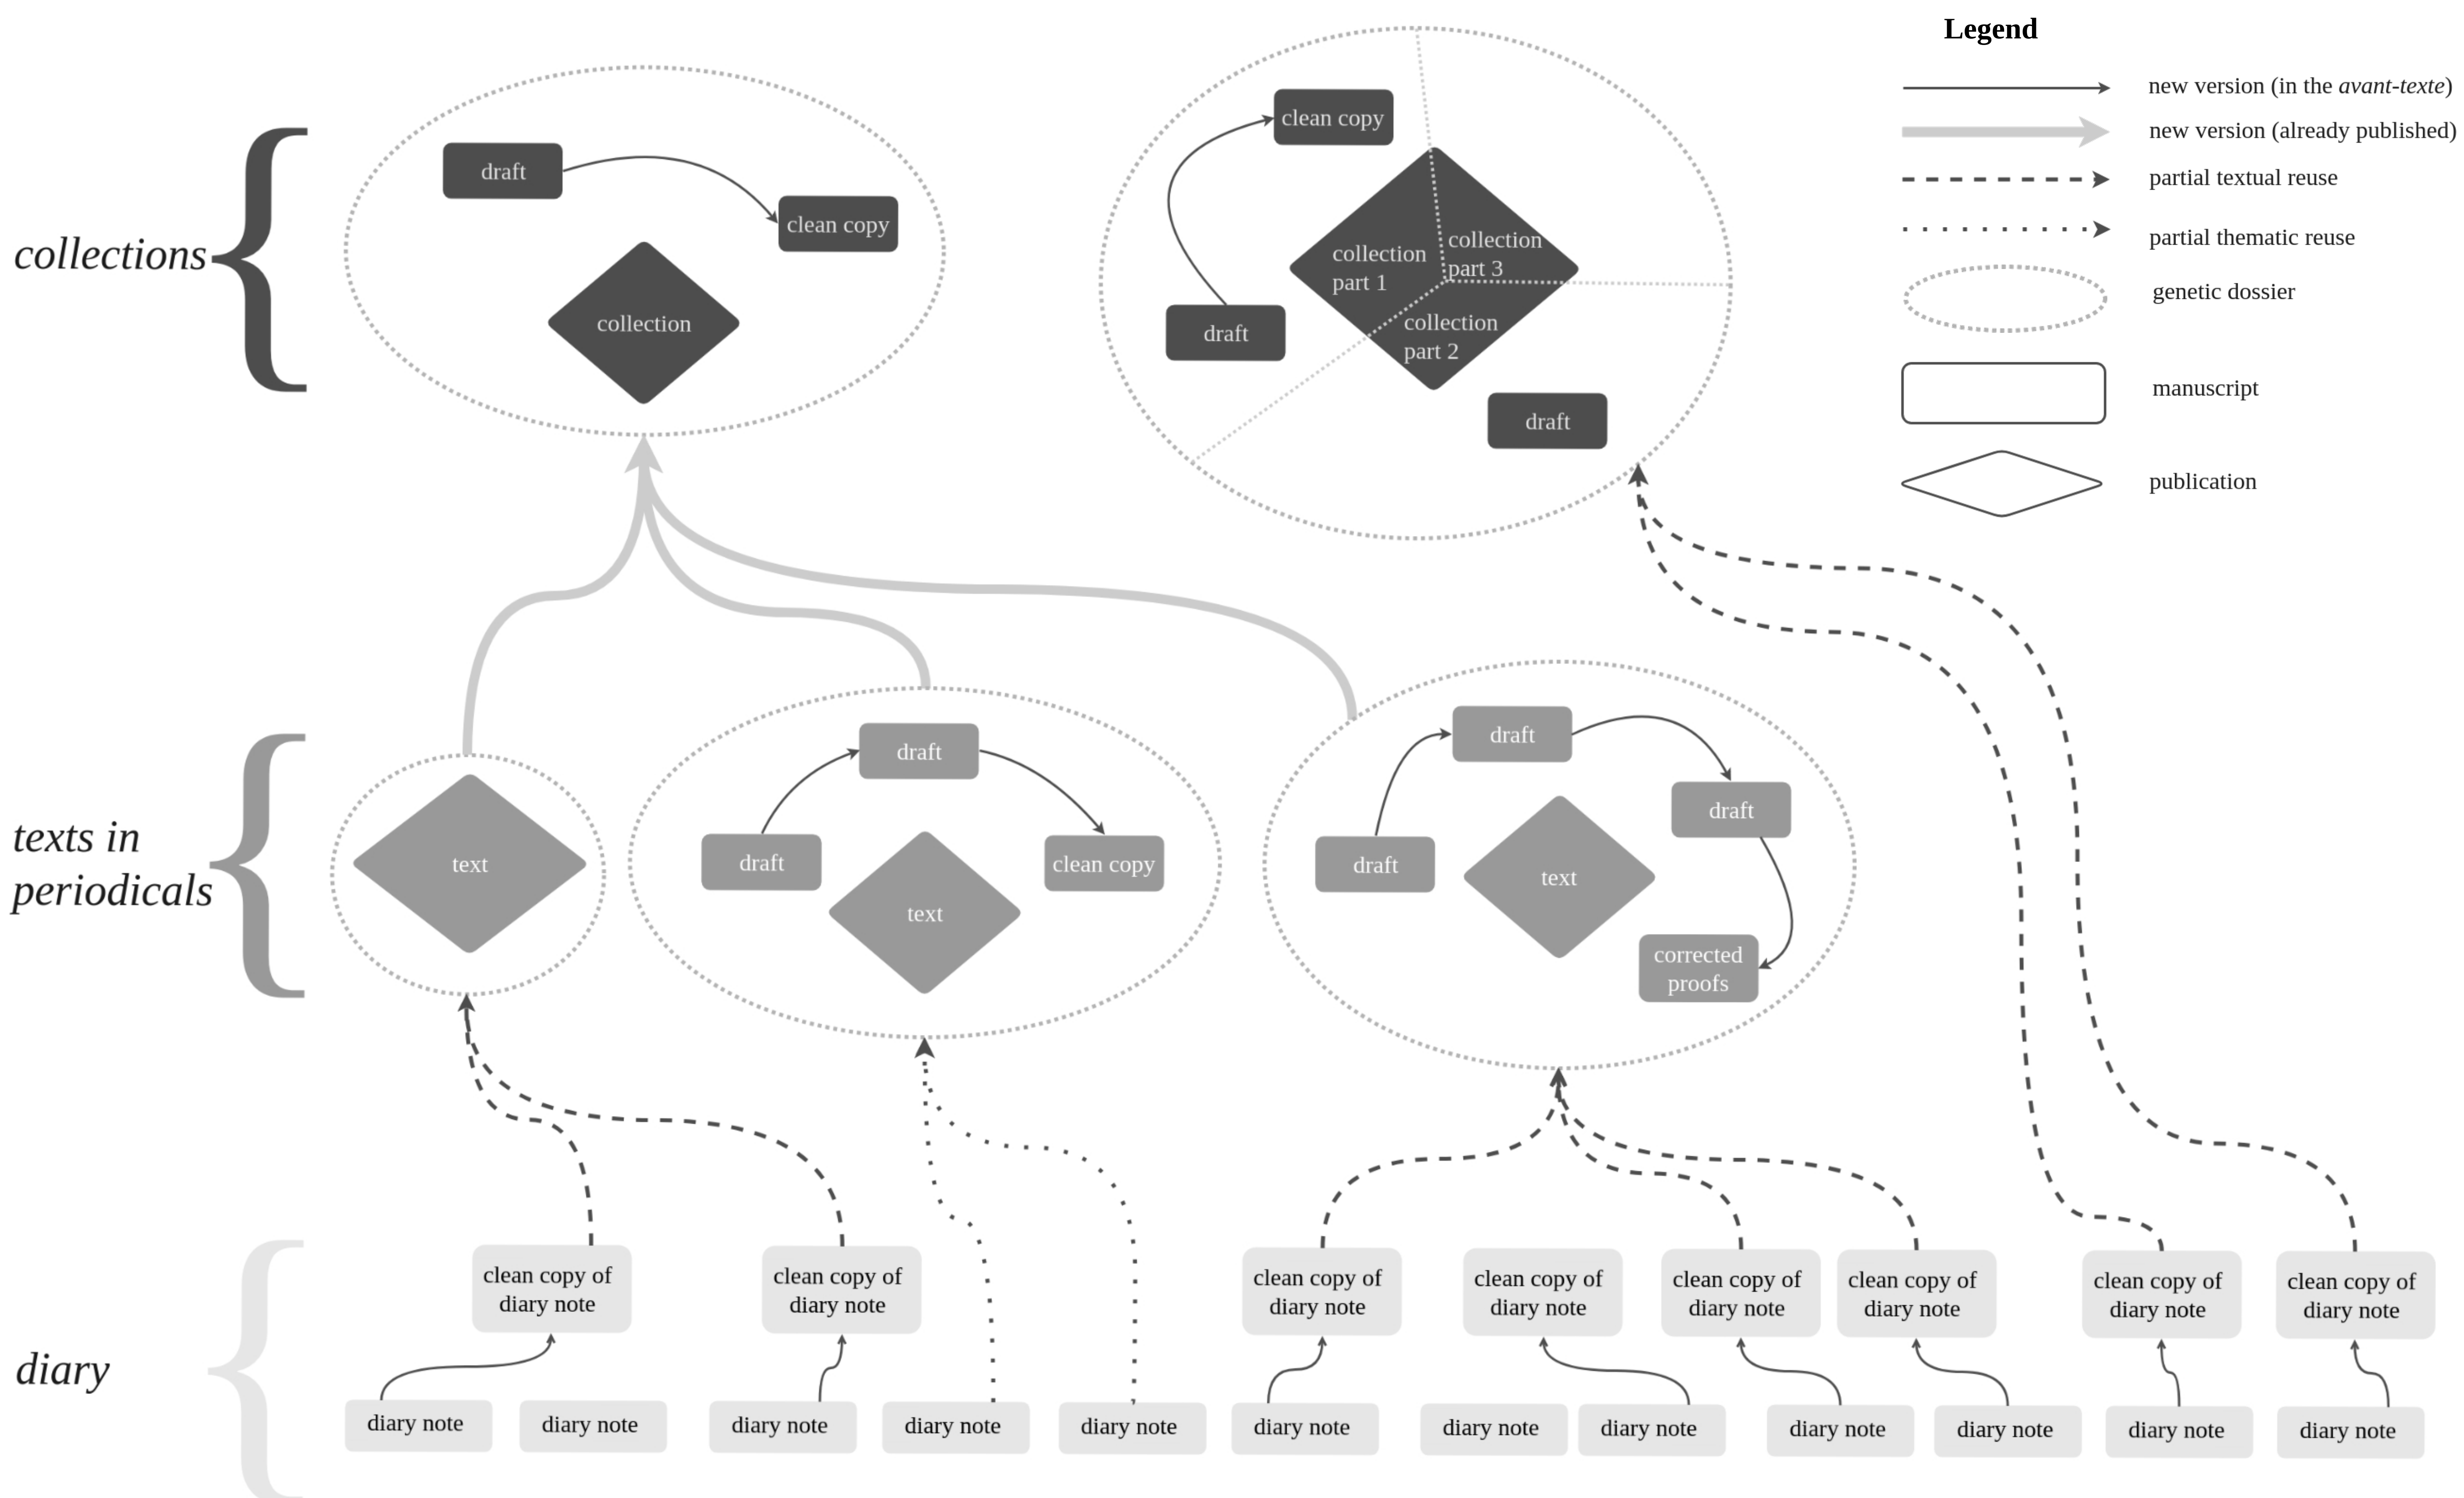 Legend
new version (in the avant-texte)
new version (already published)
partial textual reuse
partial thematic reuse
genetic dossier
manuscript
publication
collections
draft
clean copy
collection
clean copy
draft
collection
part 1
collection
part 3
collection
part 2
draft
texts in
periodicals
text
draft
draft
clean copy
text
draft
draft
draft
text
corrected
proofs
diary
clean copy of
diary note
clean copy of
diary note
clean copy of
diary note
clean copy of
diary note
clean copy of
diary note
clean copy of
diary note
clean copy of
diary note
clean copy of
diary note
diary note
diary note
diary note
diary note
diary note
diary note
diary note
diary note
diary note
diary note
diary note
diary note